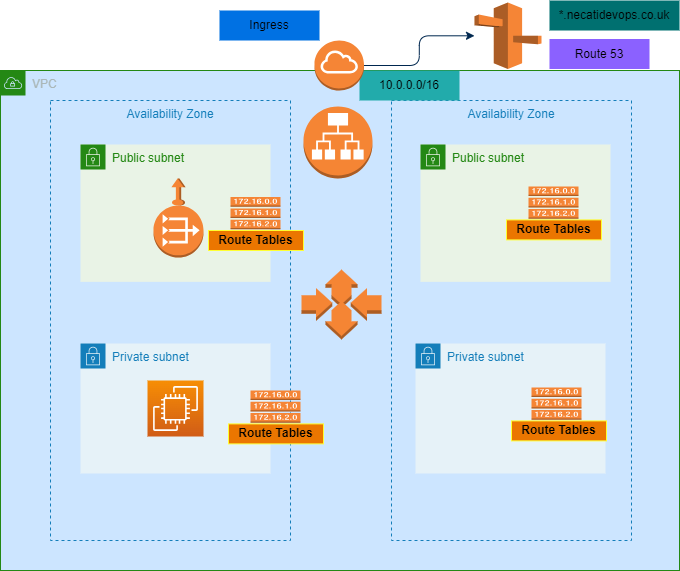 Ingress
*.necatidevops.co.uk
Route 53
VPC
10.0.0.0/16
Availability Zone
Availability Zone
Public subnet
172.16.0.0
172.16.1.0
172.16.2.0
Route Tables
Public subnet
172.16.0.0
172.16.1.0
172.16.2.0
Route Tables
Private subnet
172.16.0.0
172.16.1.0
172.16.2.0
Route Tables
Private subnet
172.16.0.0
172.16.1.0
172.16.2.0
Route Tables